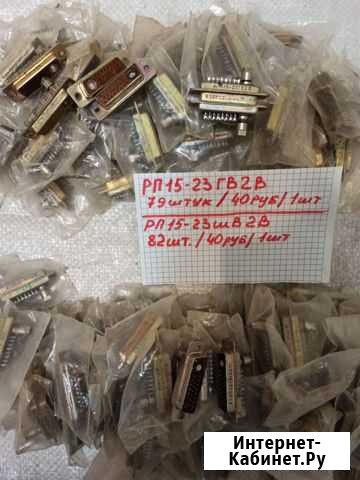 РП15-23ГВ2В
79штук/40руб/1шт
РП15-23шВ2В
82шт./40руб/1шт
Интернет-
Кабинет.Ру